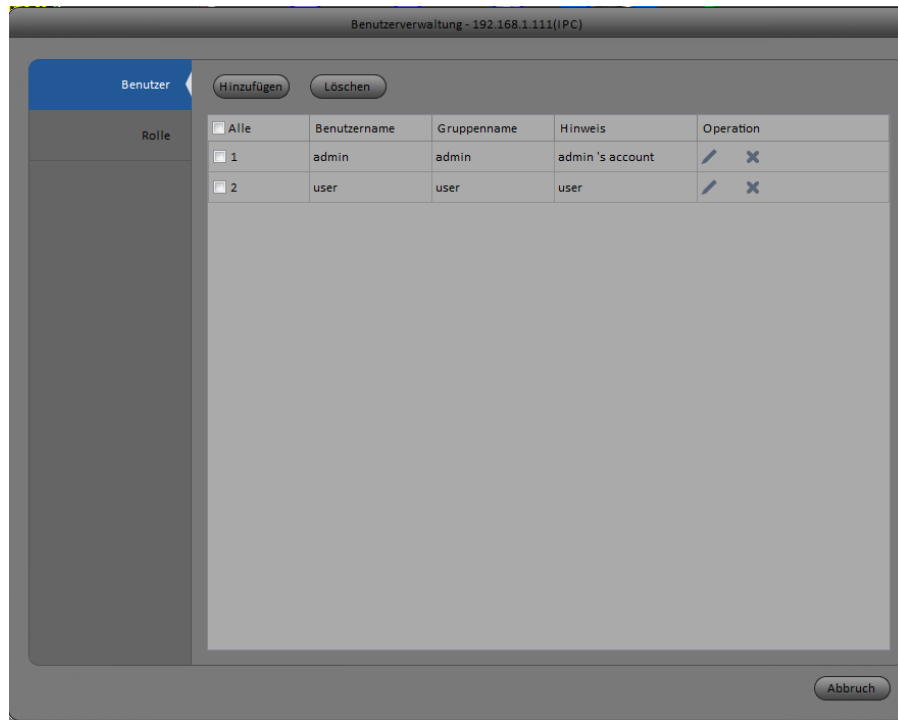 Benutzerverwaltung - 192.168.1.111(IPC)
Benutzer
Rolle
Hinzufügen Löschen
Alle Benutzername Gruppenname Hinweis Operation
1 admin admin admin 's account
2 user user user
Abbruch